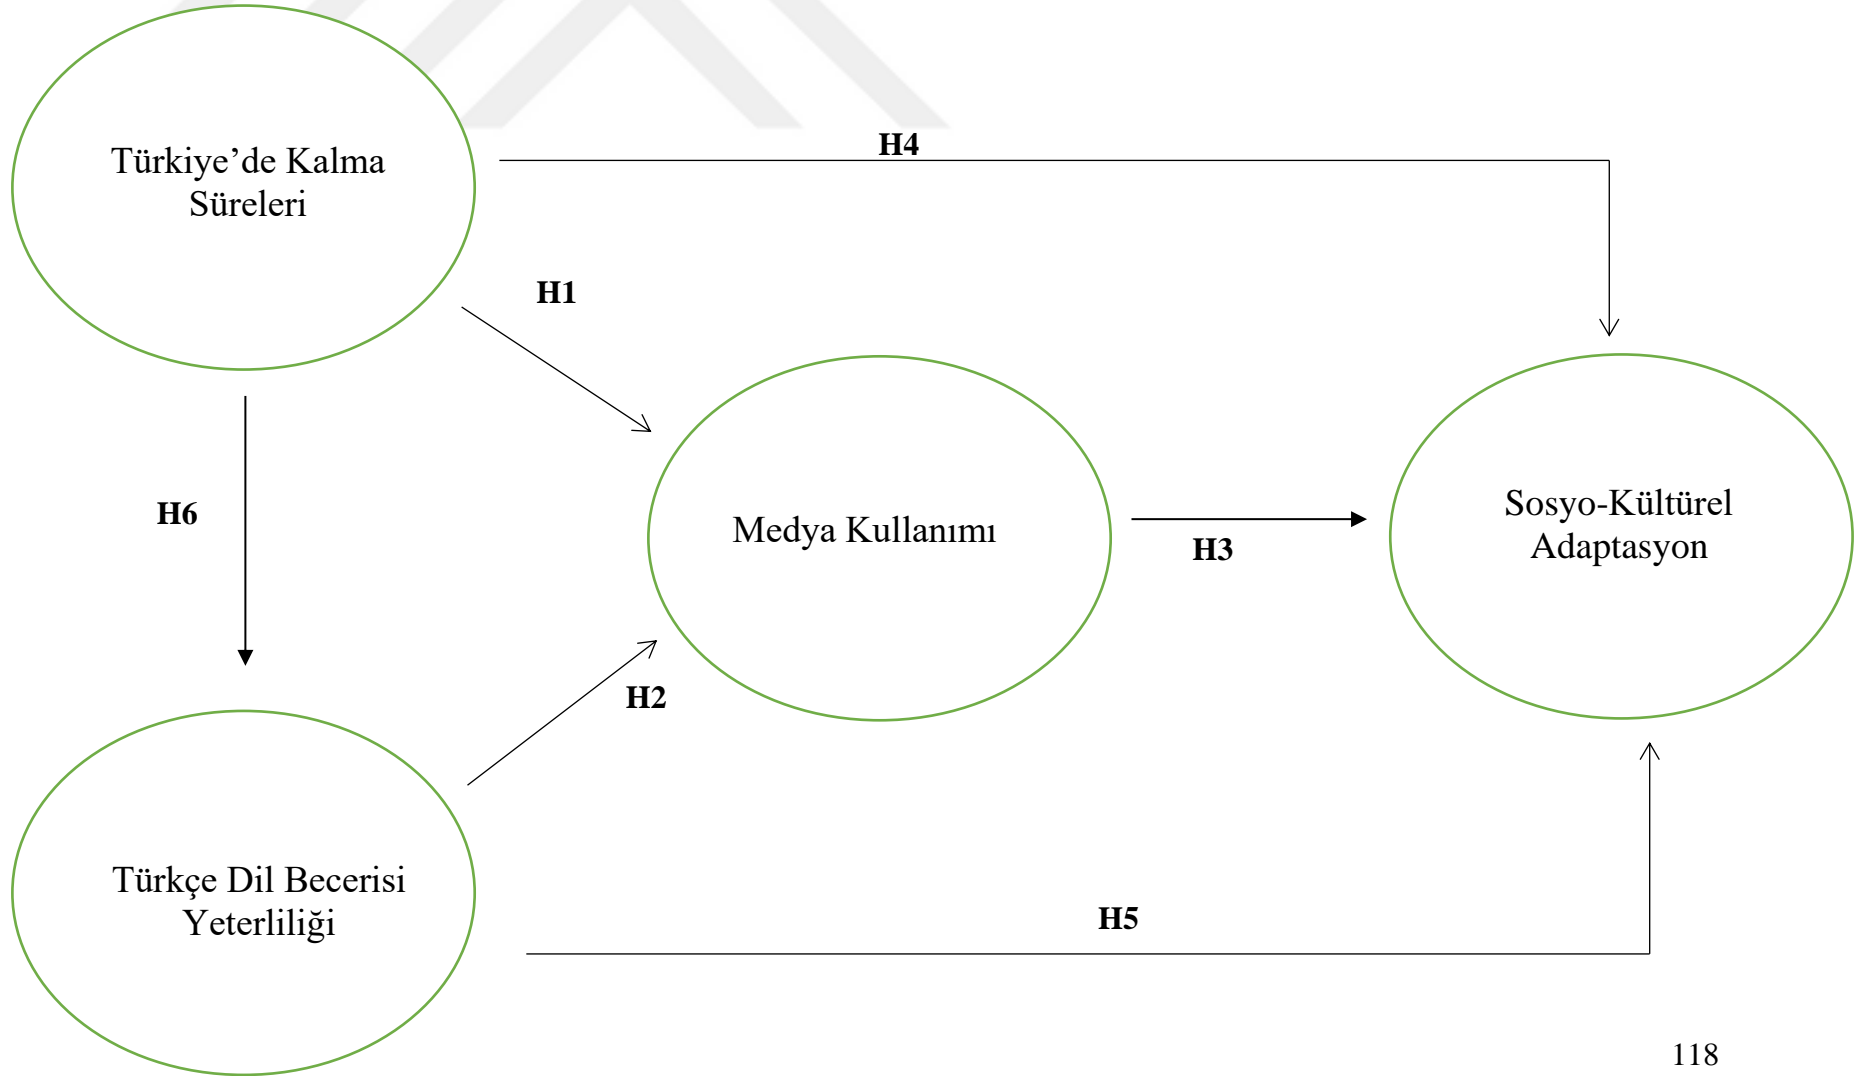 H4
Türkiye’de Kalma
Süreleri
H1
H6
Medya Kullanımı
H3
Sosyo-Kültürel
Adaptasyon
H2
Türkçe Dil Becerisi
Yeterliliği
H5
118